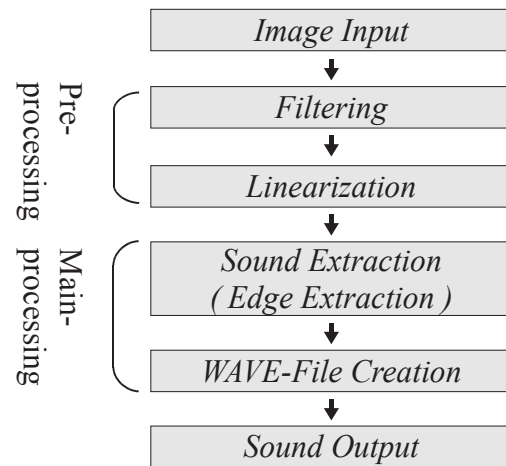 Image Input
Pre-
processing
Filtering
Linearization
Main-
processing
Sound Extraction
( Edge Extraction )
WAVE-File Creation
Sound Output